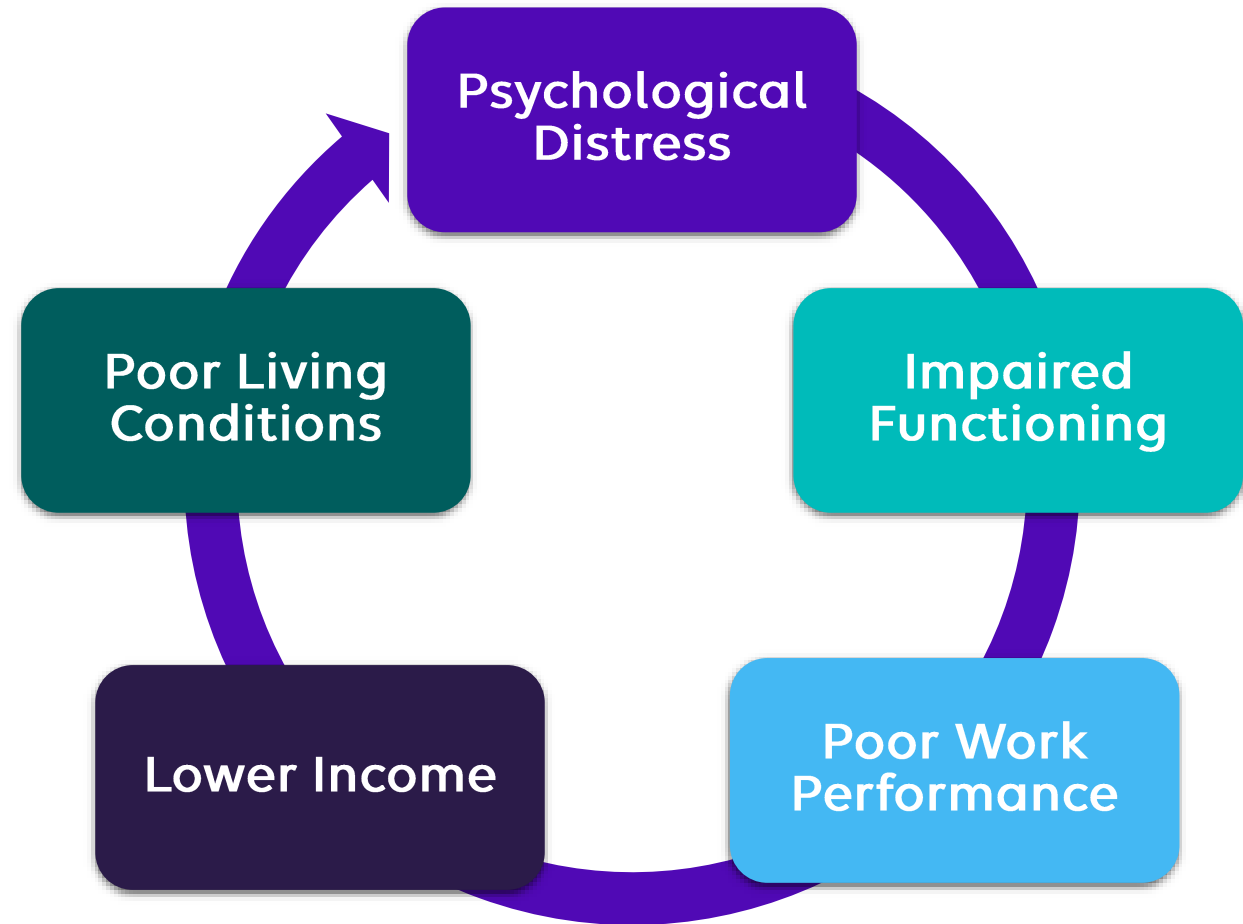 Psychological
Distress
Impaired
Functioning
Poor Work
Performance
Lower Income
Poor Living
Conditions